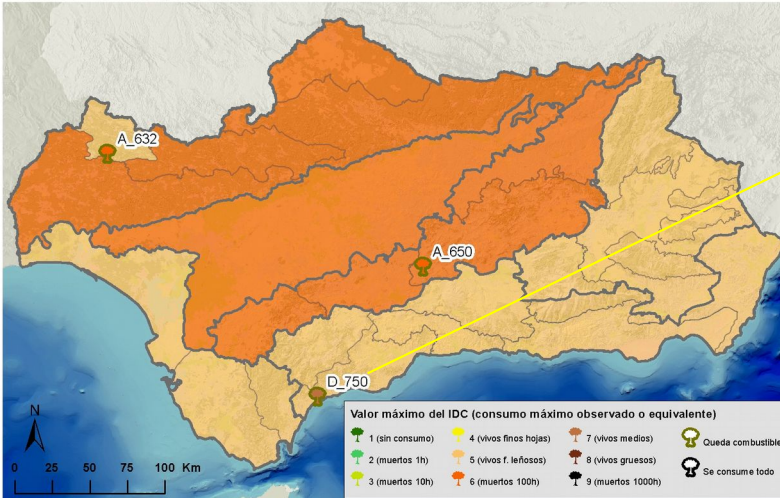 A_632
A_650
D_750
N
0 25 50 75 100 Km
Valor máximo del IDC (consumo máximo observado o equivalente)
1 (sin consumo) 4 (vivos finos hojas) 7 (vivos medios) Queda combustible
2 (muertos 1h) 5 (vivos f. leñosos) 8 (vivos gruesos)
3 (muertos 10h) 6 (muertos 100h) 9 (muertos 1000h) Se consume todo